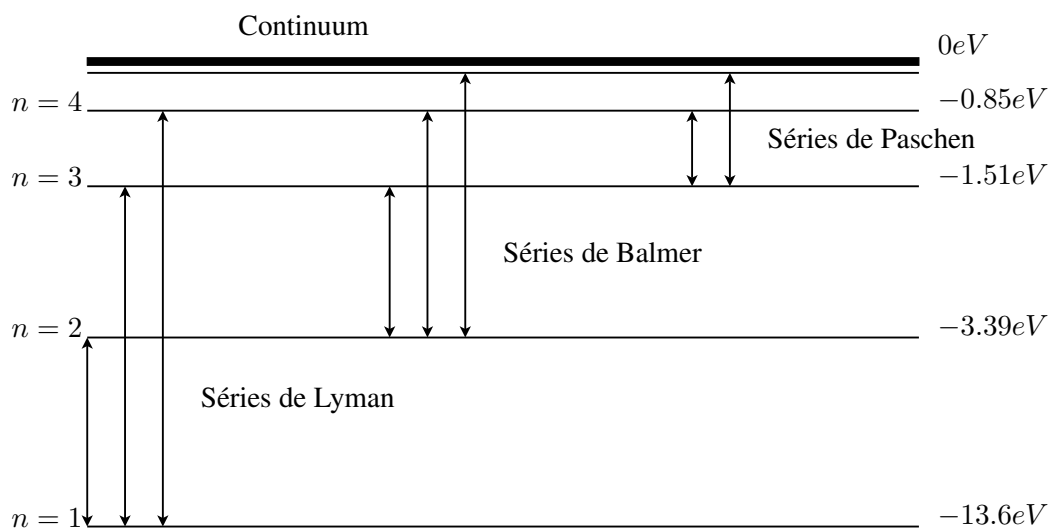 Continuum
0eV
n = 4
−0.85eV
Séries de Paschen
n = 3
−1.51eV
Séries de Balmer
n = 2
−3.39eV
Séries de Lyman
n = 1
−13.6eV